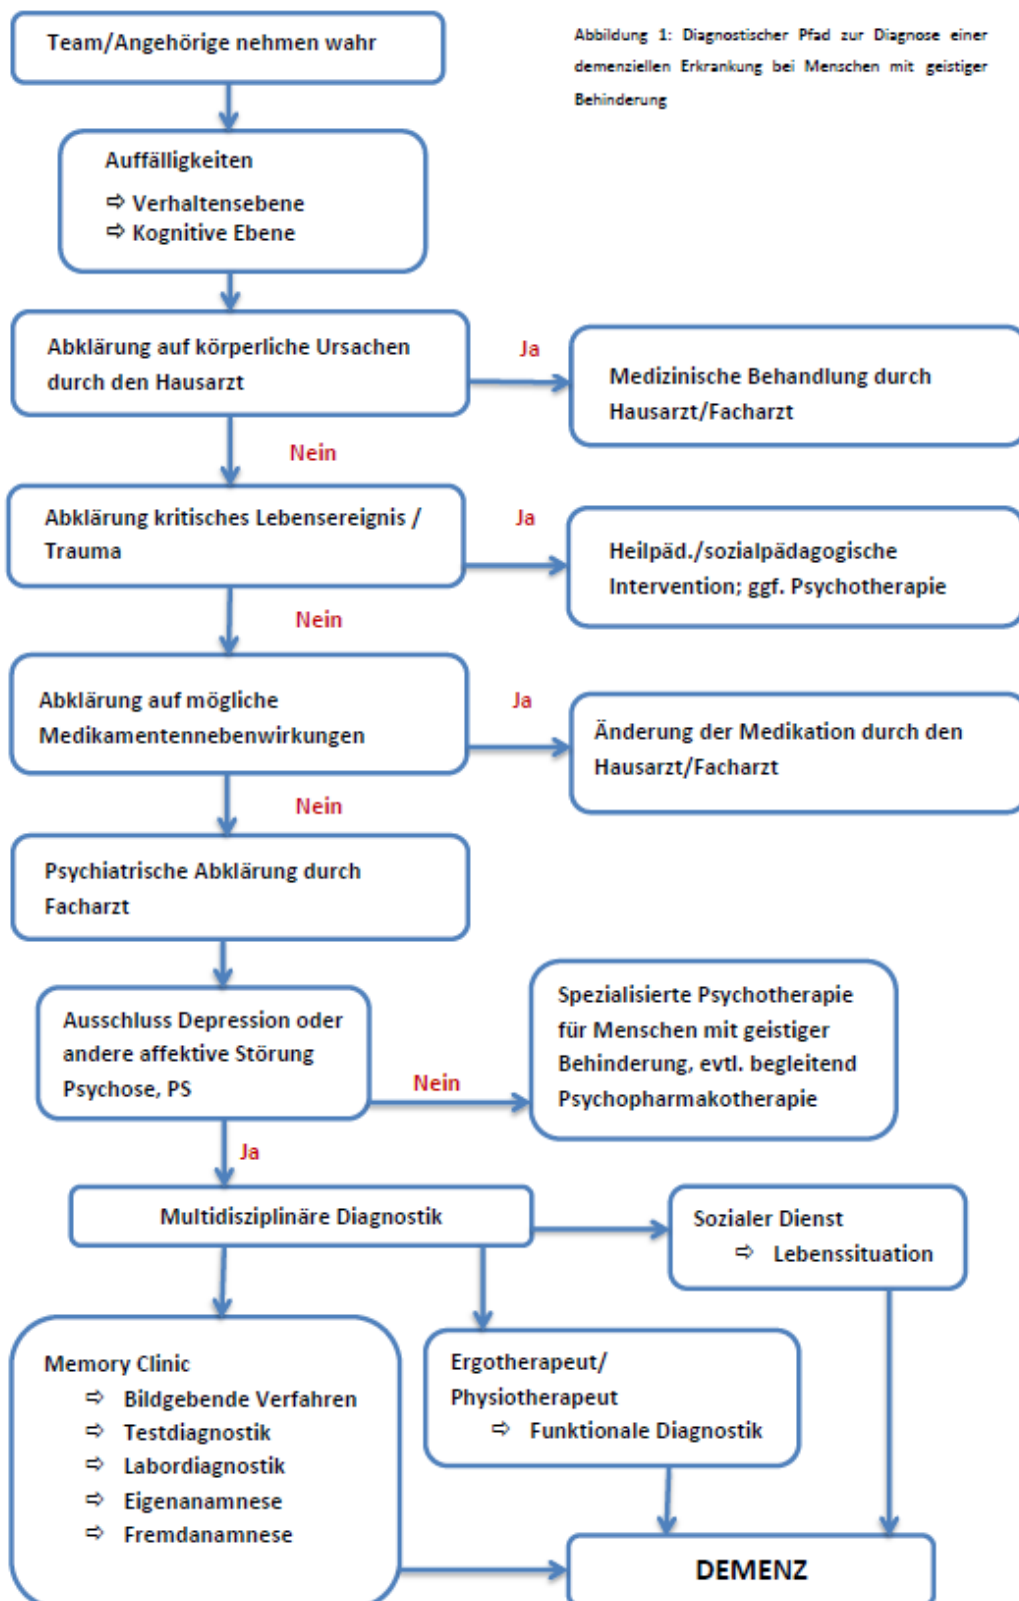 Team/Angehörige nehmen wahr
Abbildung 1: Diagnostischer Pfad zur Diagnose einer
demenziellen Erkrankung bei Menschen mit geistiger
Behinderung
Auffälligkeiten
⇨ Verhaltensebene
⇨ Kognitive Ebene
Abklärung auf körperliche Ursachen
durch den Hausarzt
Ja
Medizinische Behandlung durch
Hausarzt/Facharzt
Nein
Abklärung kritisches Lebensereignis /
Trauma
Ja
Heilpäd./sozialpädagogische
Intervention; ggf. Psychotherapie
Nein
Abklärung auf mögliche
Medikamentennebenwirkungen
Ja
Änderung der Medikation durch den
Hausarzt/Facharzt
Nein
Psychiatrische Abklärung durch
Facharzt
Ausschluss Depression oder
andere affektive Störung
Psychose, PS
Nein
Spezialisierte Psychotherapie
für Menschen mit geistiger
Behinderung, evtl. begleitend
Psychopharmakotherapie
Ja
Multidisziplinäre Diagnostik
Sozialer Dienst
⇨ Lebenssituation
Memory Clinic
⇨ Bildgebende Verfahren
⇨ Testdiagnostik
⇨ Labordiagnostik
⇨ Eigenanamnese
⇨ Fremdanamnese
Ergotherapeut/
Physiotherapeut
⇨ Funktionale Diagnostik
DEMENZ